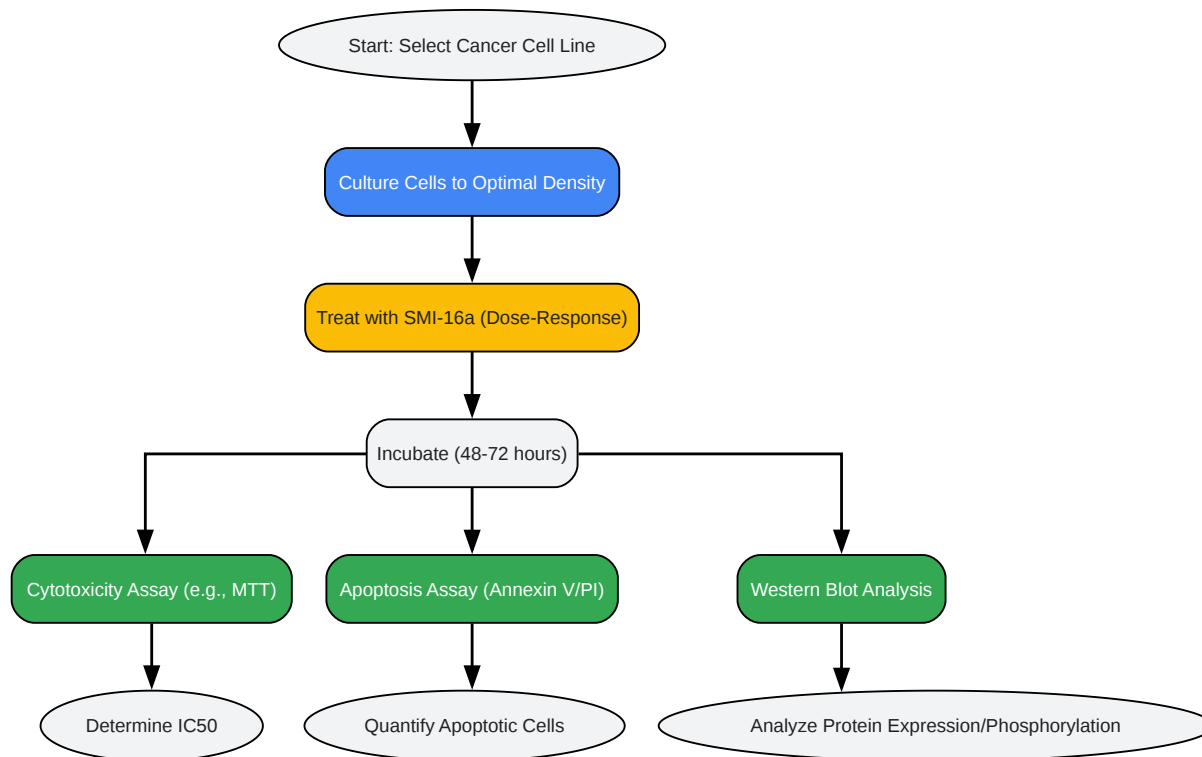 Start: Select Cancer Cell Line
Culture Cells to Optimal Density
Treat with SMI-16a (Dose-Response)
Incubate (48-72 hours)
Cytotoxicity Assay (e.g., MTT)
Apoptosis Assay (Annexin V/PI)
Western Blot Analysis
Determine IC50
Quantify Apoptotic Cells
Analyze Protein Expression/Phosphorylation